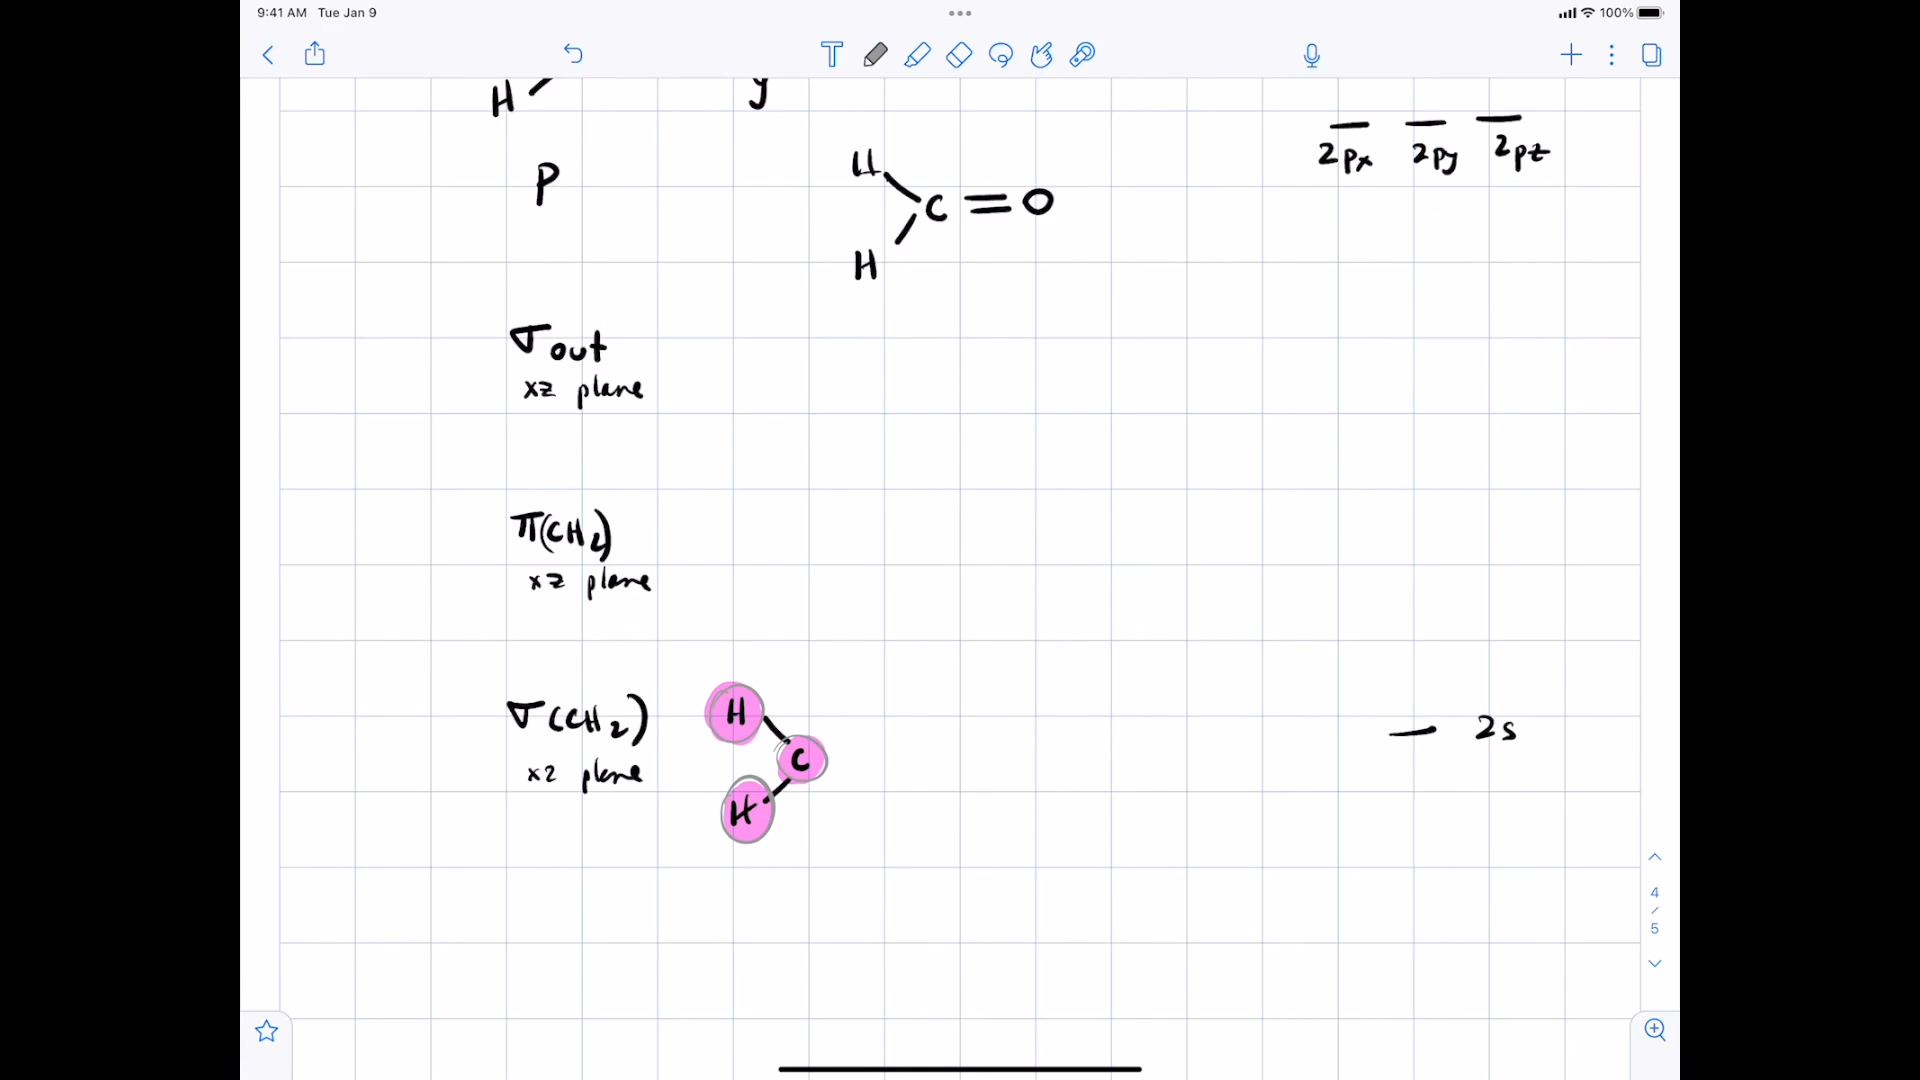 9:41 AM Tue Jan 9
100%
H
y
2px 2py 2pz
P
H
C = O
H
σout
xz plane
π(CH2)
xz plane
σ(CH2)
xz plane
H
C
H
2s
4
/
5